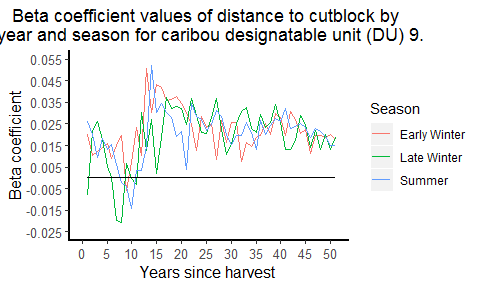 Beta coefficient values of distance to cutblock by
year and season for caribou designatable unit (DU) 9.
0.055
0.045
0.035
0.025
0.015
0.005
-0.005
-0.015
-0.025
Beta coefficient
0 5 10 15 20 25 30 35 40 45 50
Years since harvest
Season
Early Winter
Late Winter
Summer